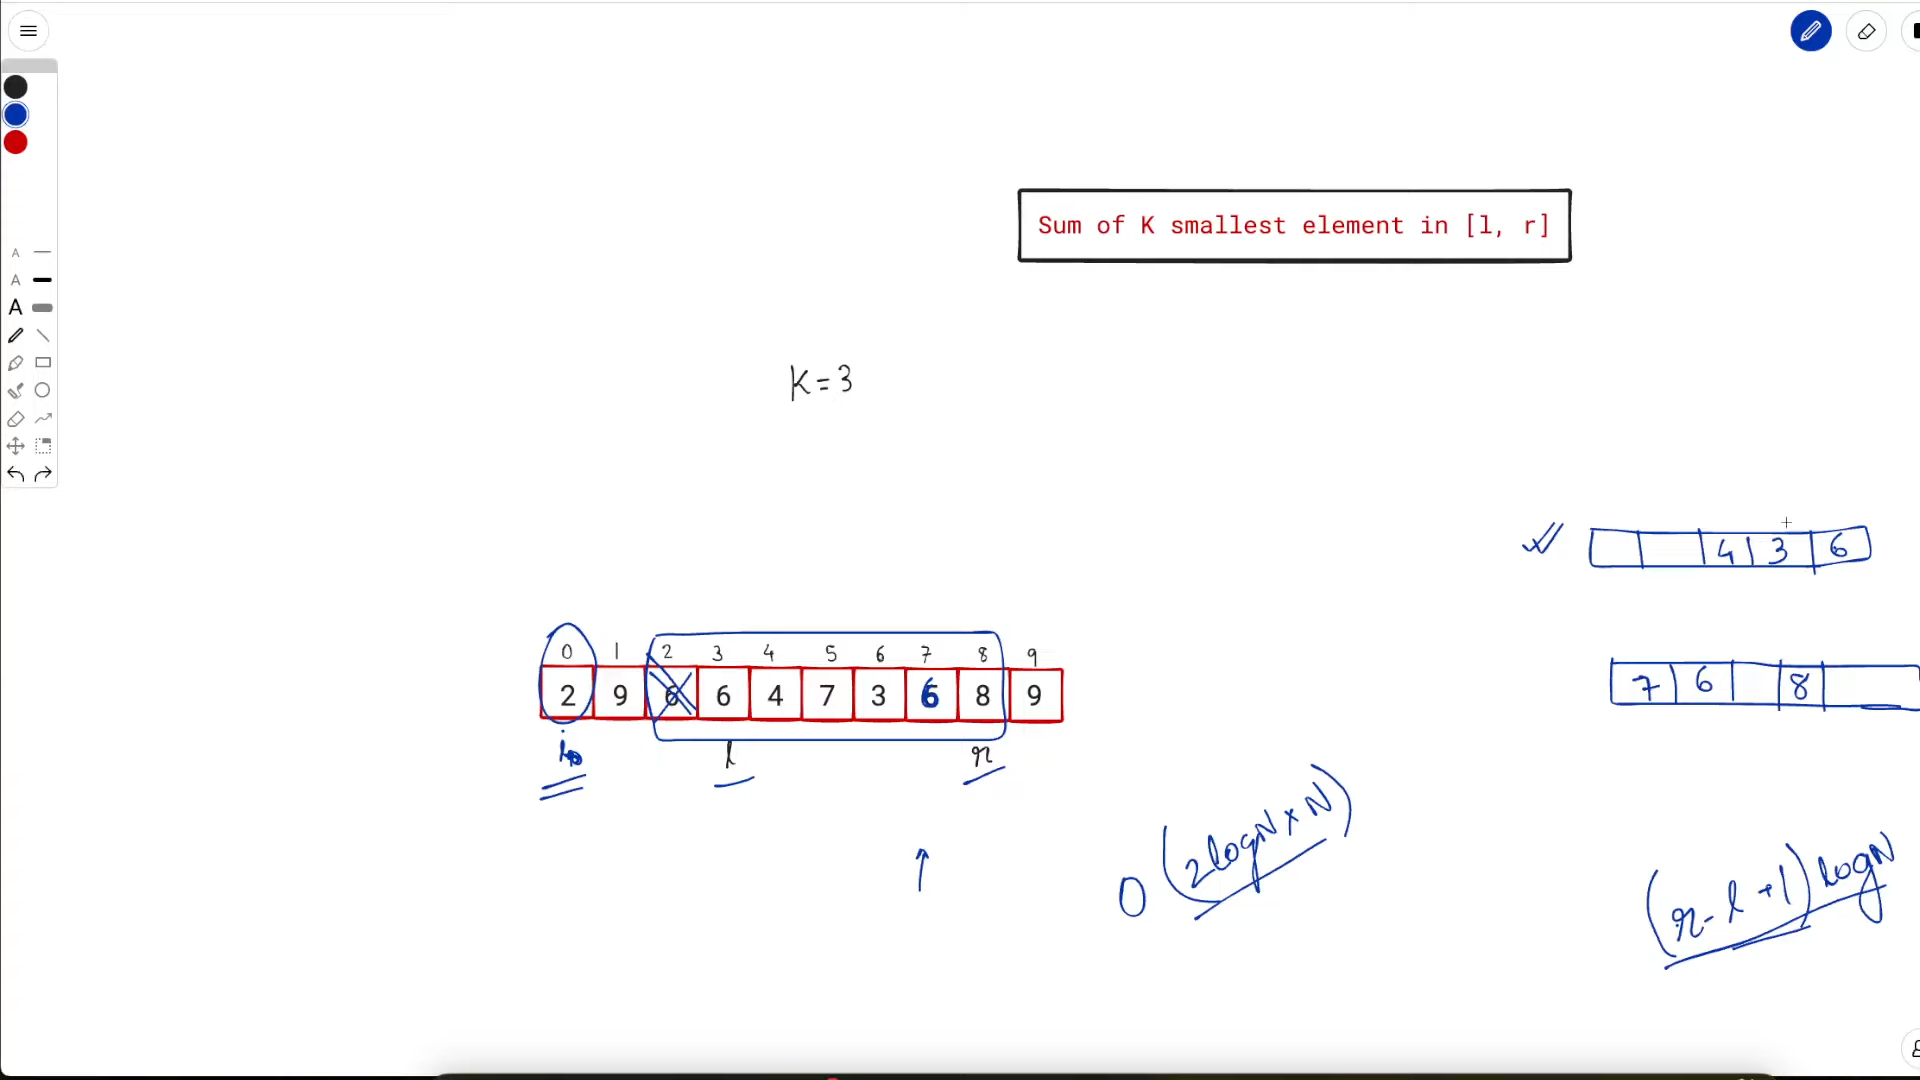 Sum of K smallest element in [l, r]
K = 3
4 3 6
0 1 2 3 4 5 6 7 8 9
2 9 6 6 4 7 3 6 8 9
7 6 8
l r
O(2logN × N)
(r - l + 1) logN
A
A
A